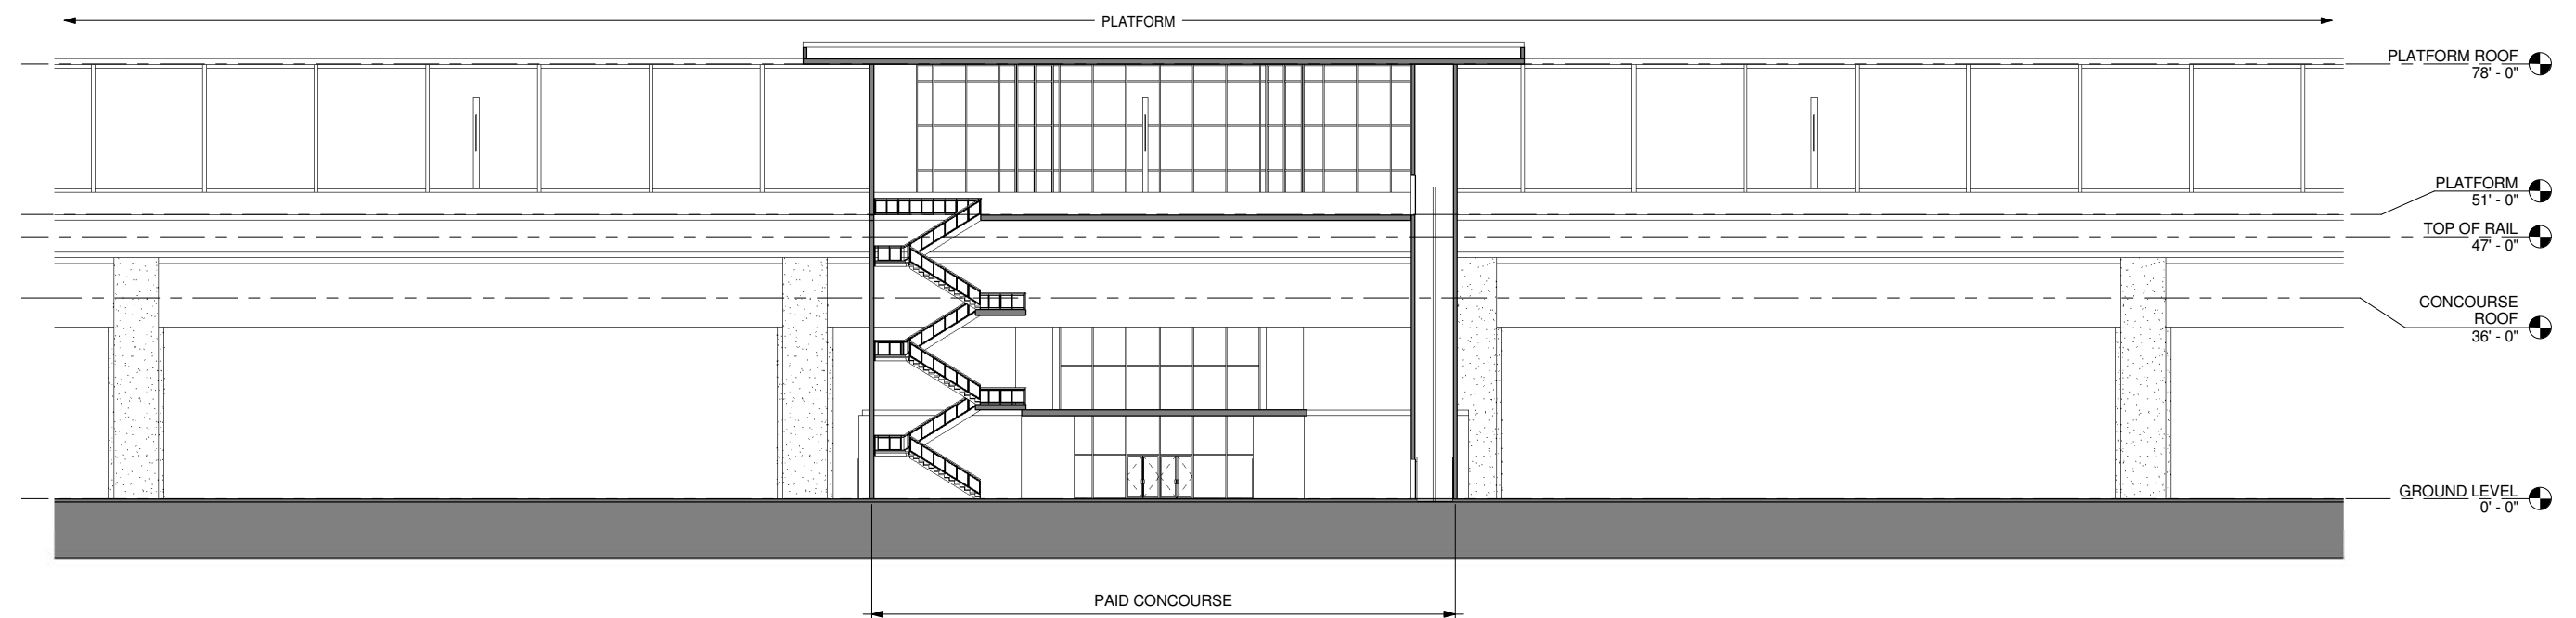 PLATFORM
PLATFORM ROOF
78' - 0"
PLATFORM
51' - 0"
TOP OF RAIL
47' - 0"
CONCOURSE
ROOF
36' - 0"
GROUND LEVEL
0' - 0"
PAID CONCOURSE